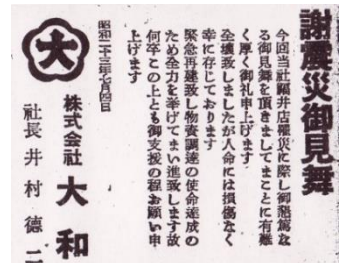 謝震災御見舞
今回当社福井店罹災に際し御懇篤な
る御見舞を頂きましてまことに有難
く厚く御礼申上げます
全壊致しましたが人命には損傷なく
幸に存じております
緊急再建致し物資調達の使命達成の
ため全力を挙げてまい進致します故
何卒この上とも御支援の程お願い申
上げます
昭和二十三年七月四日
大
株式会社 大和
社長 井村徳二